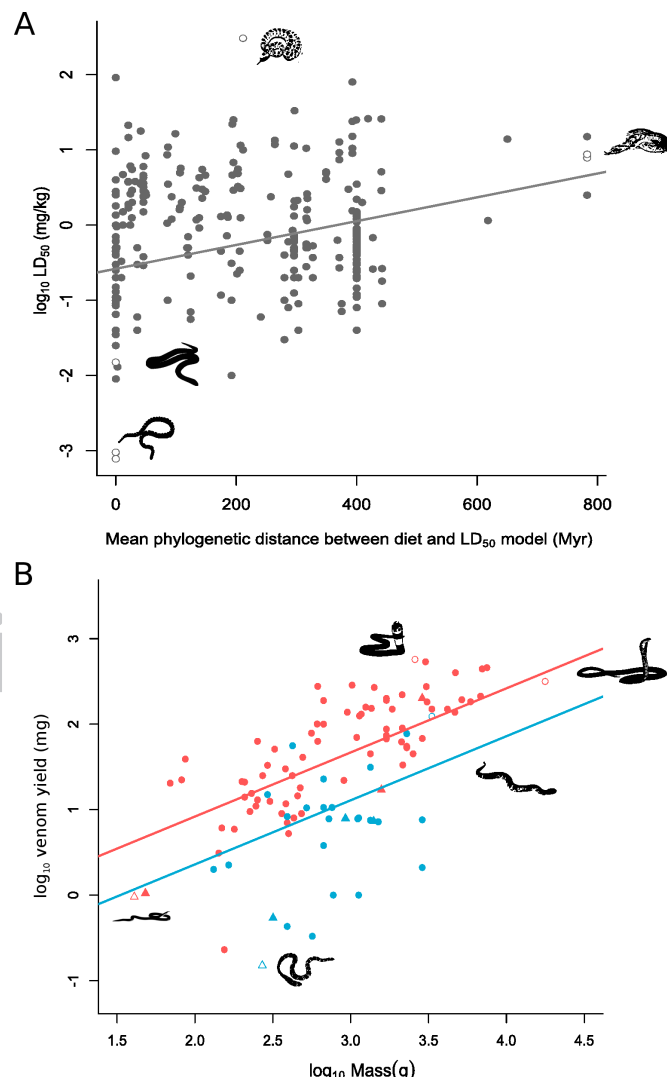 A
2
1
0
-1
-2
-3
log₁₀ LD₅₀ (mg/kg)
0 200 400 600 800
Mean phylogenetic distance between diet and LD₅₀ model (Myr)
B
3
2
1
0
-1
log₁₀ venom yield (mg)
1.5 2.0 2.5 3.0 3.5 4.0 4.5
log₁₀ Mass(g)